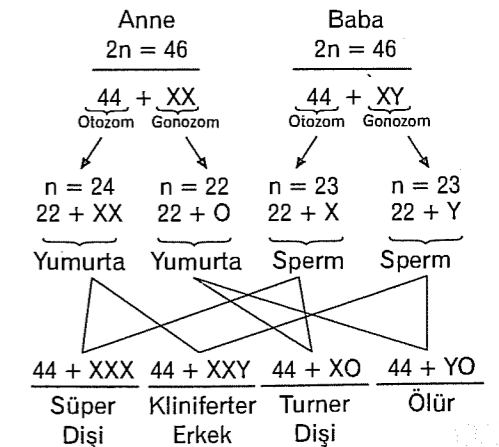 Anne Baba
2n = 46 2n = 46
44 + XX 44 + XY
Otozom Gonozom Otozom Gonozom
n = 24 n = 22 n = 23 n = 23
22 + XX 22 + O 22 + X 22 + Y
Yumurta Yumurta Sperm Sperm
44 + XXX 44 + XXY 44 + XO 44 + YO
Süper Kliniferter Turner Ölür
Dişi Erkek Dişi